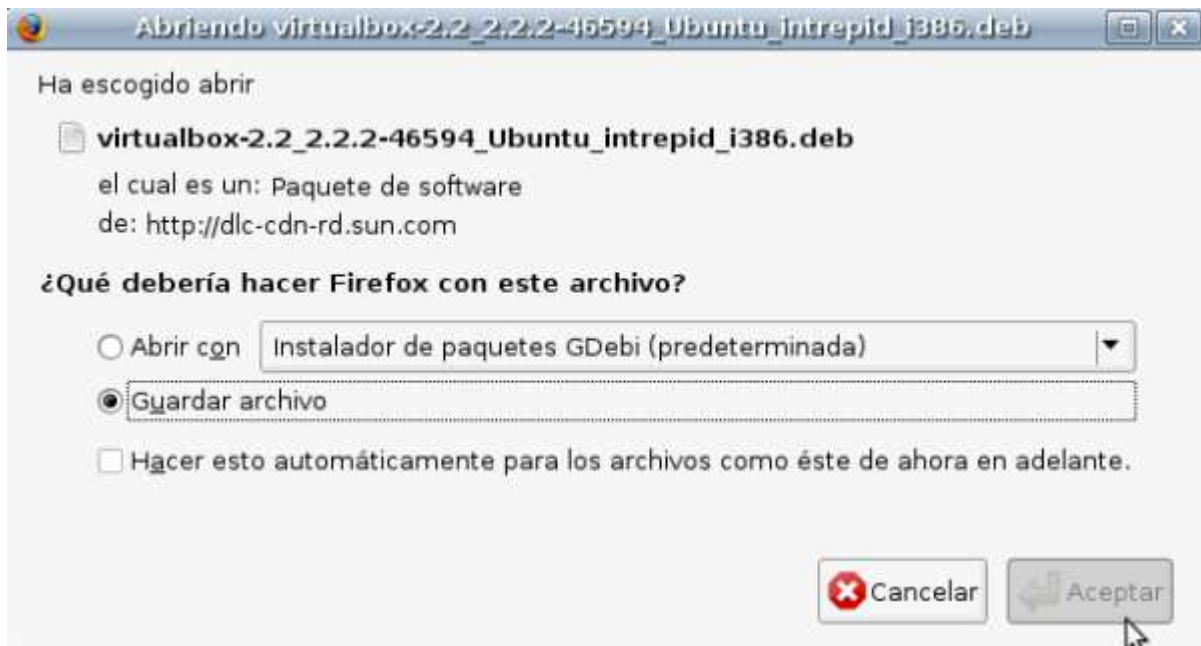 Abriendo virtualbox-2.2_2.2.2-46594_Ubuntu_intrepid_i386.deb
Ha escogido abrir
virtualbox-2.2_2.2.2-46594_Ubuntu_intrepid_i386.deb
el cual es un: Paquete de software
de: http://dlc-cdn-rd.sun.com
¿Qué debería hacer Firefox con este archivo?
Abrir con Instalador de paquetes GDebi (predeterminada)
Guardar archivo
Hacer esto automáticamente para los archivos como éste de ahora en adelante.
Cancelar Aceptar